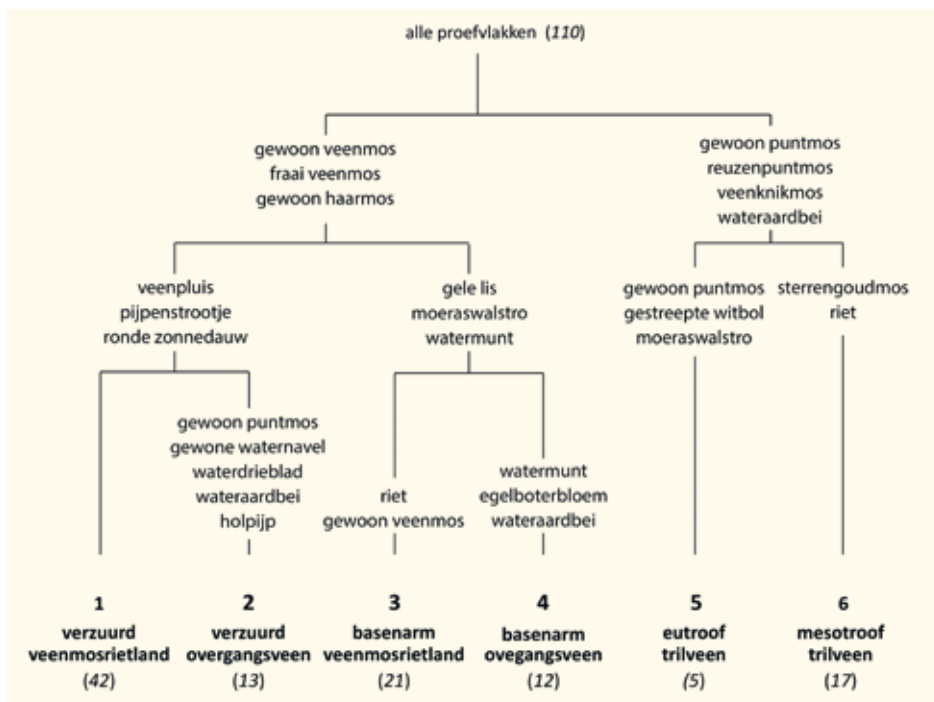 alle proefvlakken (110)
gewoon veenmos
fraai veenmos
gewoon haarmos
gewoon puntmos
reuzenpuntmos
veenknikmos
wateraardbei
veenpluis
pijpenstrootje
ronde zonnedauw
gele lis
moeraswalstro
watermunt
gewoon puntmos
gestreepte witbol
moeraswalstro
sterrengoudmos
riet
gewoon puntmos
gewone waternavel
waterdrieblad
wateraardbei
holpijp
riet
gewoon veenmos
watermunt
egelboterbloem
wateraardbei
1
verzuurd
veenmosrietland
(42)
2
verzuurd
overgangsveen
(13)
3
basenarm
veenmosrietland
(21)
4
basenarm
ovegangsveen
(12)
5
eutroof
trilveen
(5)
6
mesotroof
trilveen
(17)